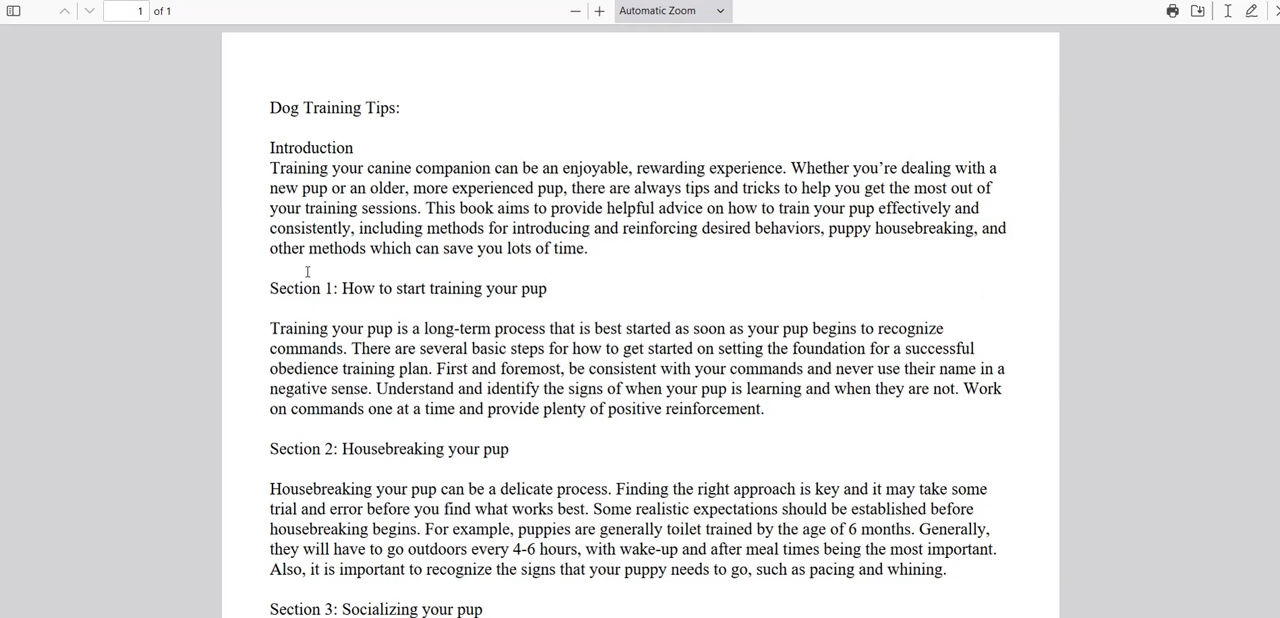 1 of 1
Automatic Zoom
Dog Training Tips:
Introduction
Training your canine companion can be an enjoyable, rewarding experience. Whether you’re dealing with a
new pup or an older, more experienced pup, there are always tips and tricks to help you get the most out of
your training sessions. This book aims to provide helpful advice on how to train your pup effectively and
consistently, including methods for introducing and reinforcing desired behaviors, puppy housebreaking, and
other methods which can save you lots of time.
Section 1: How to start training your pup
Training your pup is a long-term process that is best started as soon as your pup begins to recognize
commands. There are several basic steps for how to get started on setting the foundation for a successful
obedience training plan. First and foremost, be consistent with your commands and never use their name in a
negative sense. Understand and identify the signs of when your pup is learning and when they are not. Work
on commands one at a time and provide plenty of positive reinforcement.
Section 2: Housebreaking your pup
Housebreaking your pup can be a delicate process. Finding the right approach is key and it may take some
trial and error before you find what works best. Some realistic expectations should be established before
housebreaking begins. For example, puppies are generally toilet trained by the age of 6 months. Generally,
they will have to go outdoors every 4-6 hours, with wake-up and after meal times being the most important.
Also, it is important to recognize the signs that your puppy needs to go, such as pacing and whining.
Section 3: Socializing your pup